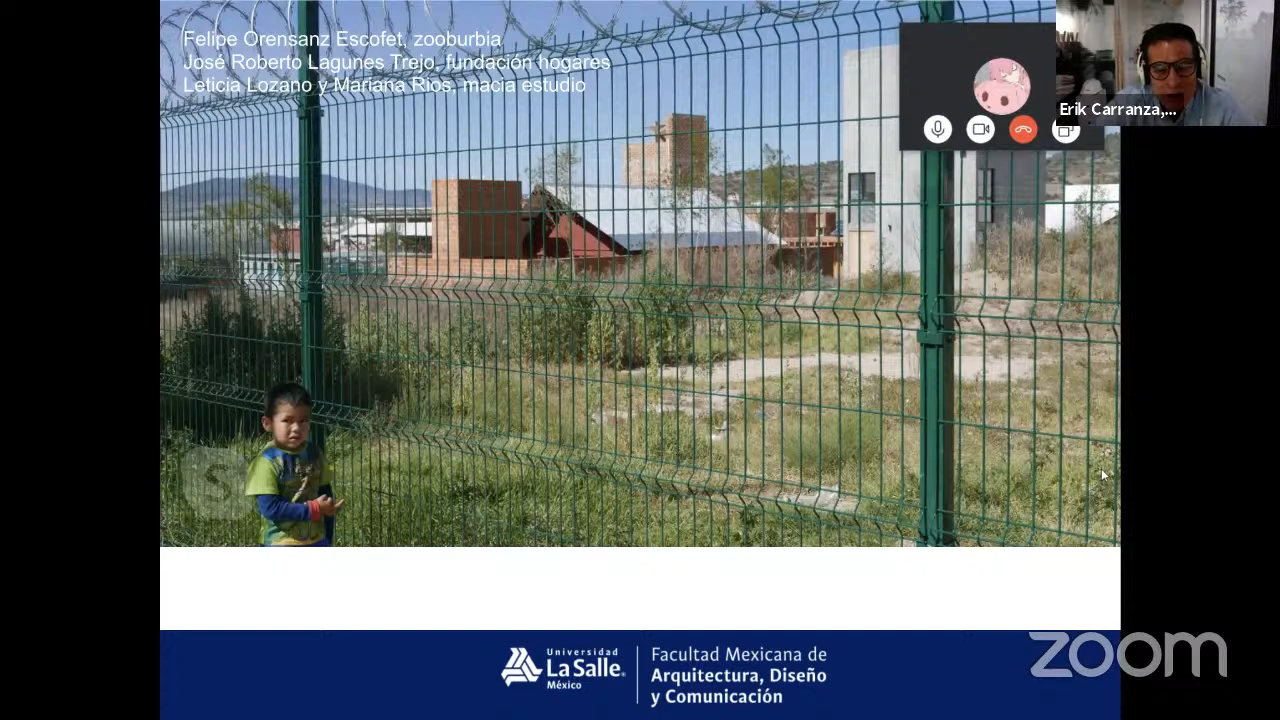 Felipe Orensanz Escofet, zooburbia
José Roberto Lagunes Trejo, fundación hogares
Leticia Lozano y Mariana Ríos, macia estudio
Erik Carranza,...
S
Universidad
La Salle®
México
Facultad Mexicana de
Arquitectura, Diseño
y Comunicación
zoom